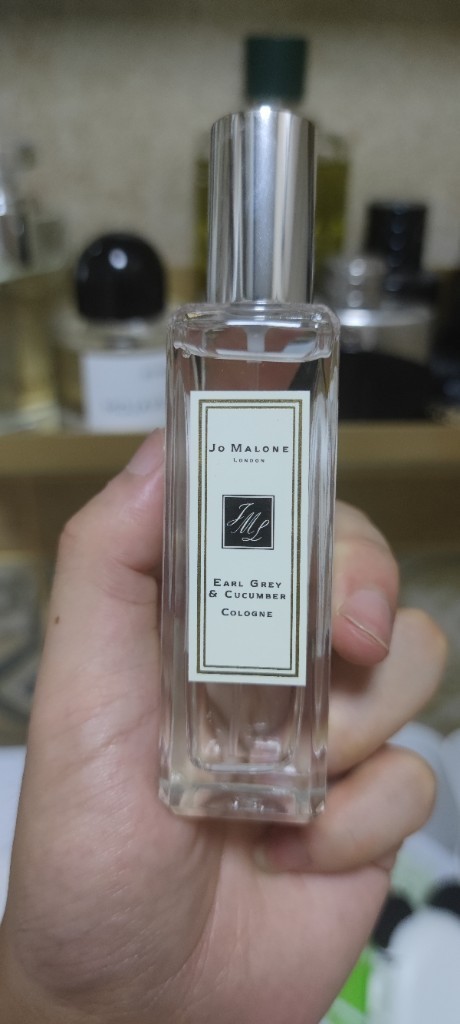 Jo Malone
London
JML
Earl Grey
& Cucumber
Cologne